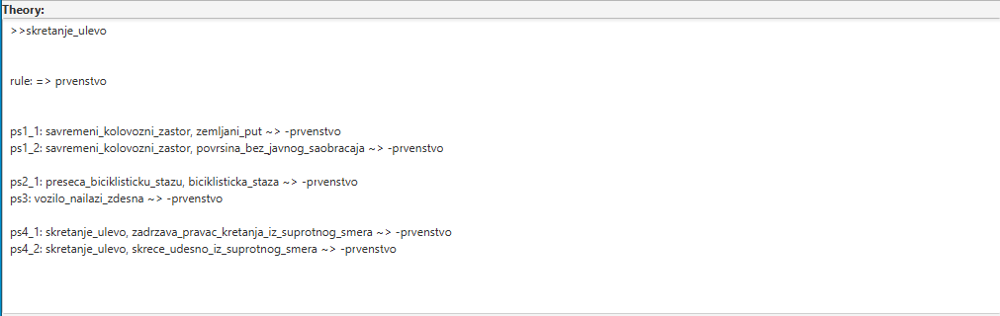 Theory:
>>skretanje_ulevo
rule: => prvenstvo
ps1_1: savremeni_kolovozni_zastor, zemljani_put ~> -prvenstvo
ps1_2: savremeni_kolovozni_zastor, povrsina_bez_javnog_saobracaja ~> -prvenstvo
ps2_1: preseca_biciklisticku_stazu, biciklisticka_staza ~> -prvenstvo
ps3: vozilo_nailazi_zdesna ~> -prvenstvo
ps4_1: skretanje_ulevo, zadrzava_pravac_kretanja_iz_suprotnog_smera ~> -prvenstvo
ps4_2: skretanje_ulevo, skrece_udesno_iz_suprotnog_smera ~> -prvenstvo